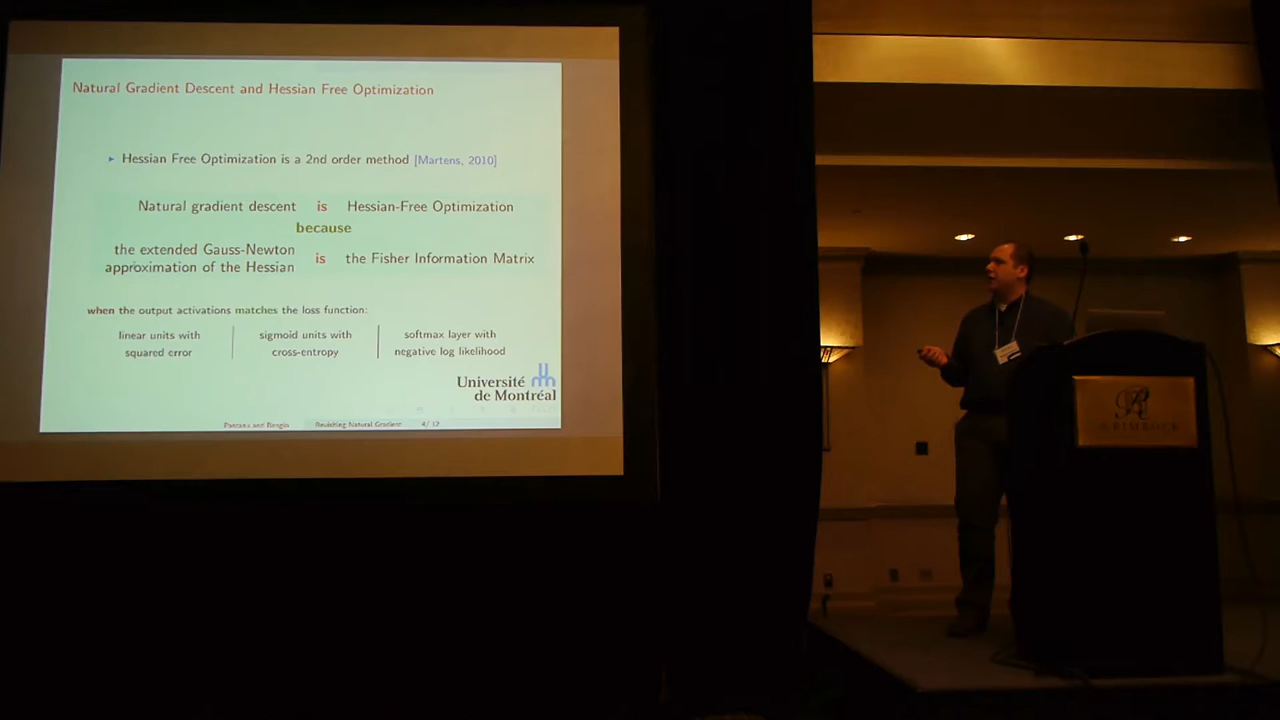 Natural Gradient Descent and Hessian Free Optimization
Hessian Free Optimization is a 2nd order method [Martens, 2010]
Natural gradient descent is Hessian-Free Optimization
because
the extended Gauss-Newton
approximation of the Hessian is the Fisher Information Matrix
when the output activations matches the loss function:
linear units with
squared error
sigmoid units with
cross-entropy
softmax layer with
negative log likelihood
Université
de Montréal
Pascanu and Bengio Revisiting Natural Gradient 4/ 12
RIMROCK